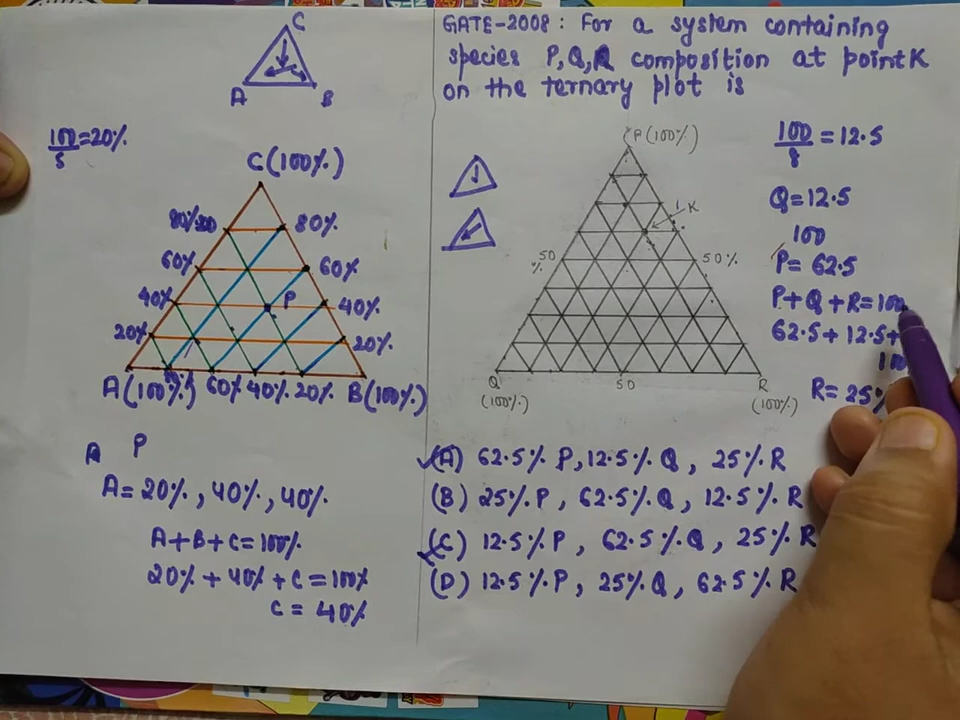 C
A
B
100/5 = 20%
C (100%)
80%
60%
60%
40%
40%
20%
20%
P
A (100%) 60% 40% 20% B (100%)
A P
A = 20%, 40%, 40%
A + B + C = 100%
20% + 40% + C = 100%
C = 40%
GATE-2008 : For a system containing
species P, Q, R composition at point K
on the ternary plot is
P (100%)
K
50
%
50 %
Q
(100%)
50
R
(100%)
100/8 = 12.5
Q = 12.5
100
P = 62.5
P + Q + R = 100
62.5 + 12.5 +
R = 25%
(A) 62.5% P, 12.5% Q, 25% R
(B) 25% P, 62.5% Q, 12.5% R
(C) 12.5% P, 62.5% Q, 25% R
(D) 12.5% P, 25% Q, 62.5% R